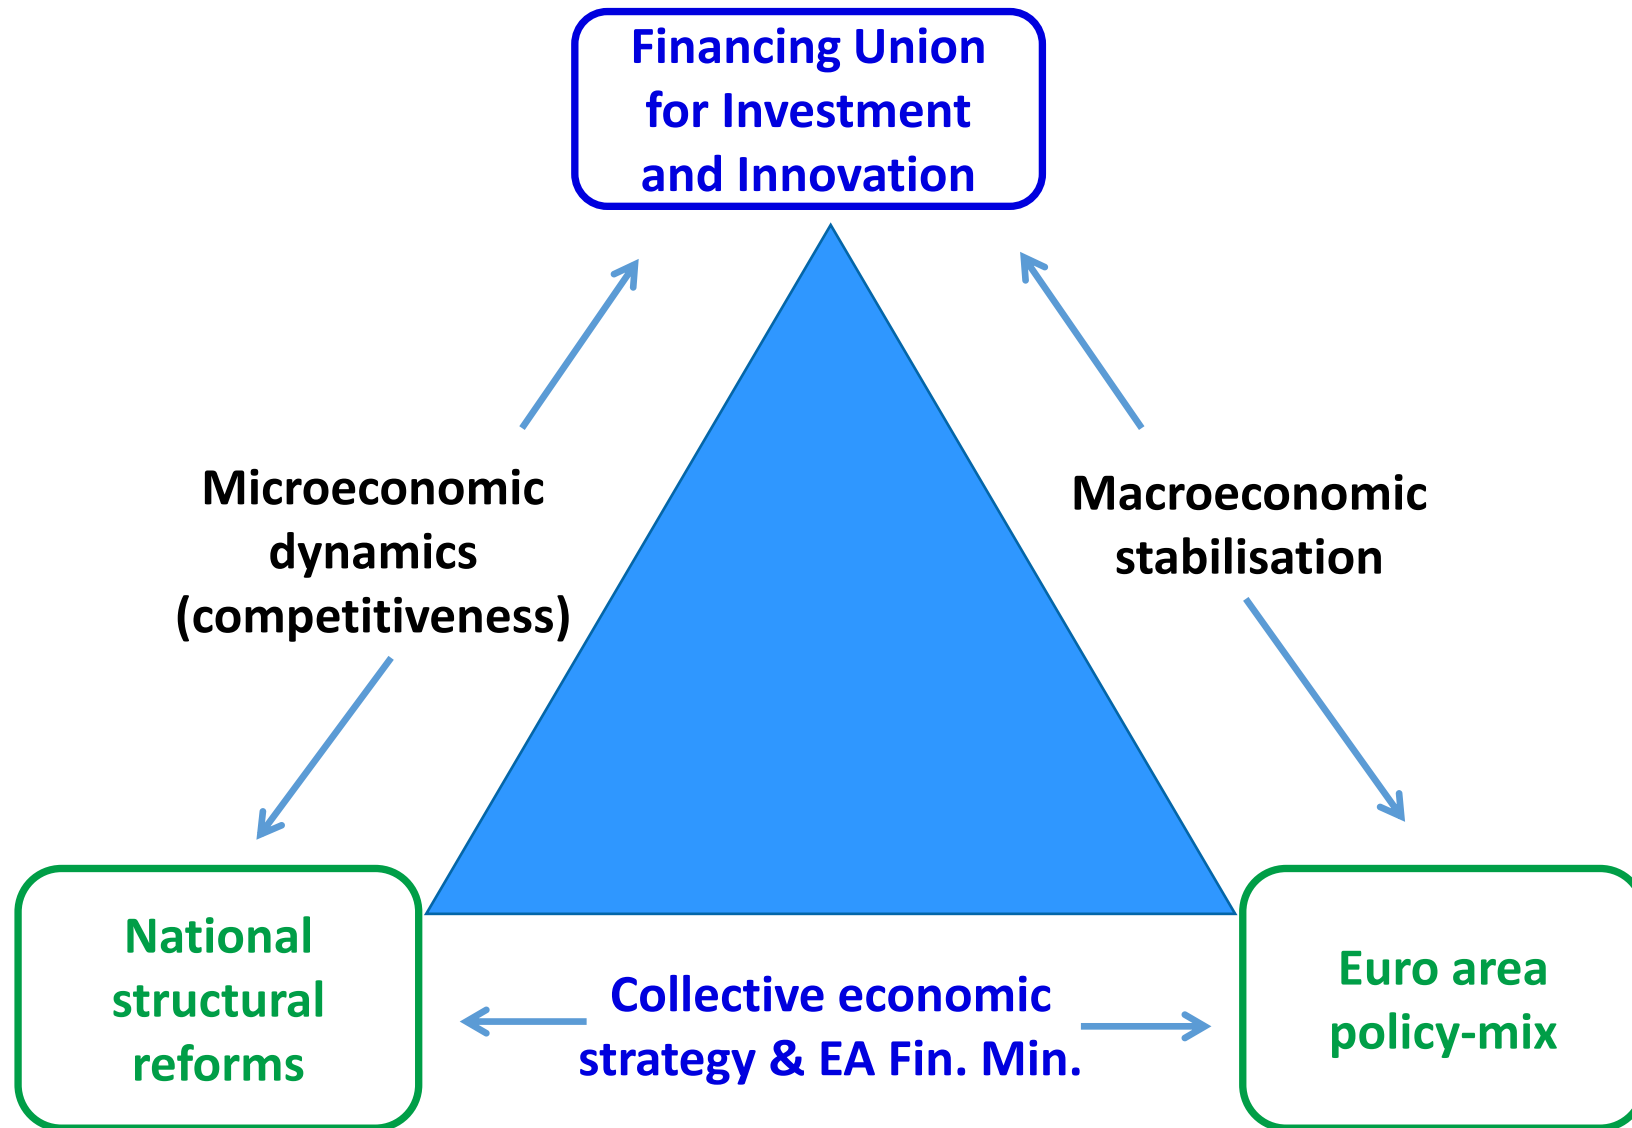 Financing Union
for Investment
and Innovation
Microeconomic
dynamics
(competitiveness)
Macroeconomic
stabilisation
National
structural
reforms
Collective economic
strategy & EA Fin. Min.
Euro area
policy-mix